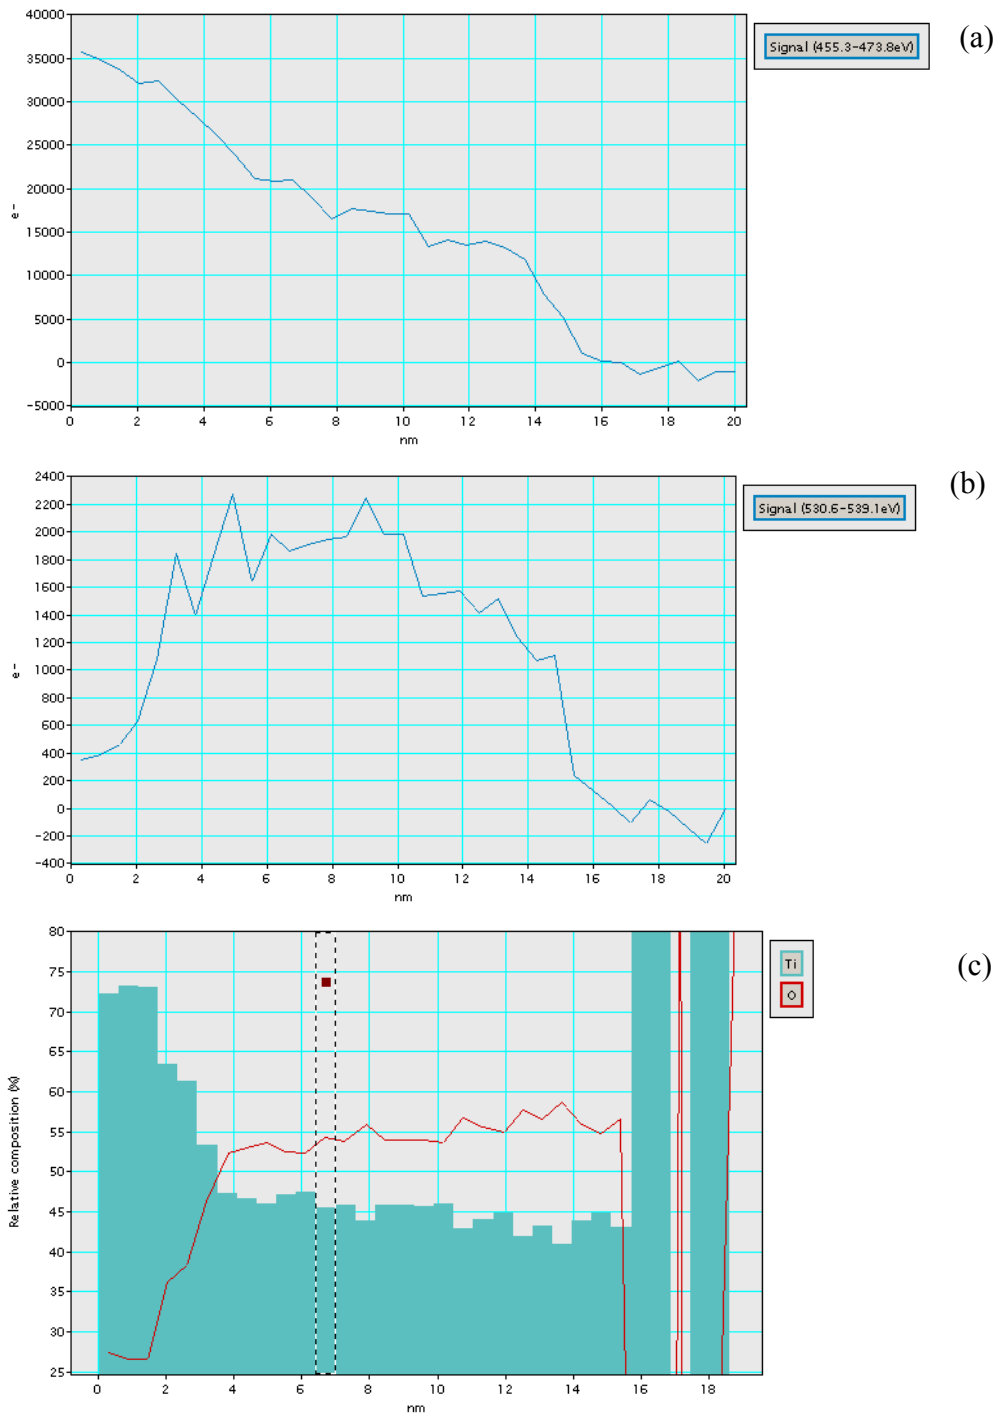 40000
35000
30000
25000
20000
15000
10000
5000
0
-5000
e-
0 2 4 6 8 10 12 14 16 18 20
nm
Signal (455.3-473.8eV)
(a)
2400
2200
2000
1800
1600
1400
1200
1000
800
600
400
200
0
-200
-400
e-
0 2 4 6 8 10 12 14 16 18 20
nm
Signal (530.6-539.1eV)
(b)
80
75
70
65
60
55
50
45
40
35
30
25
Relative composition (%)
0 2 4 6 8 10 12 14 16 18
nm
Ti
O
(c)